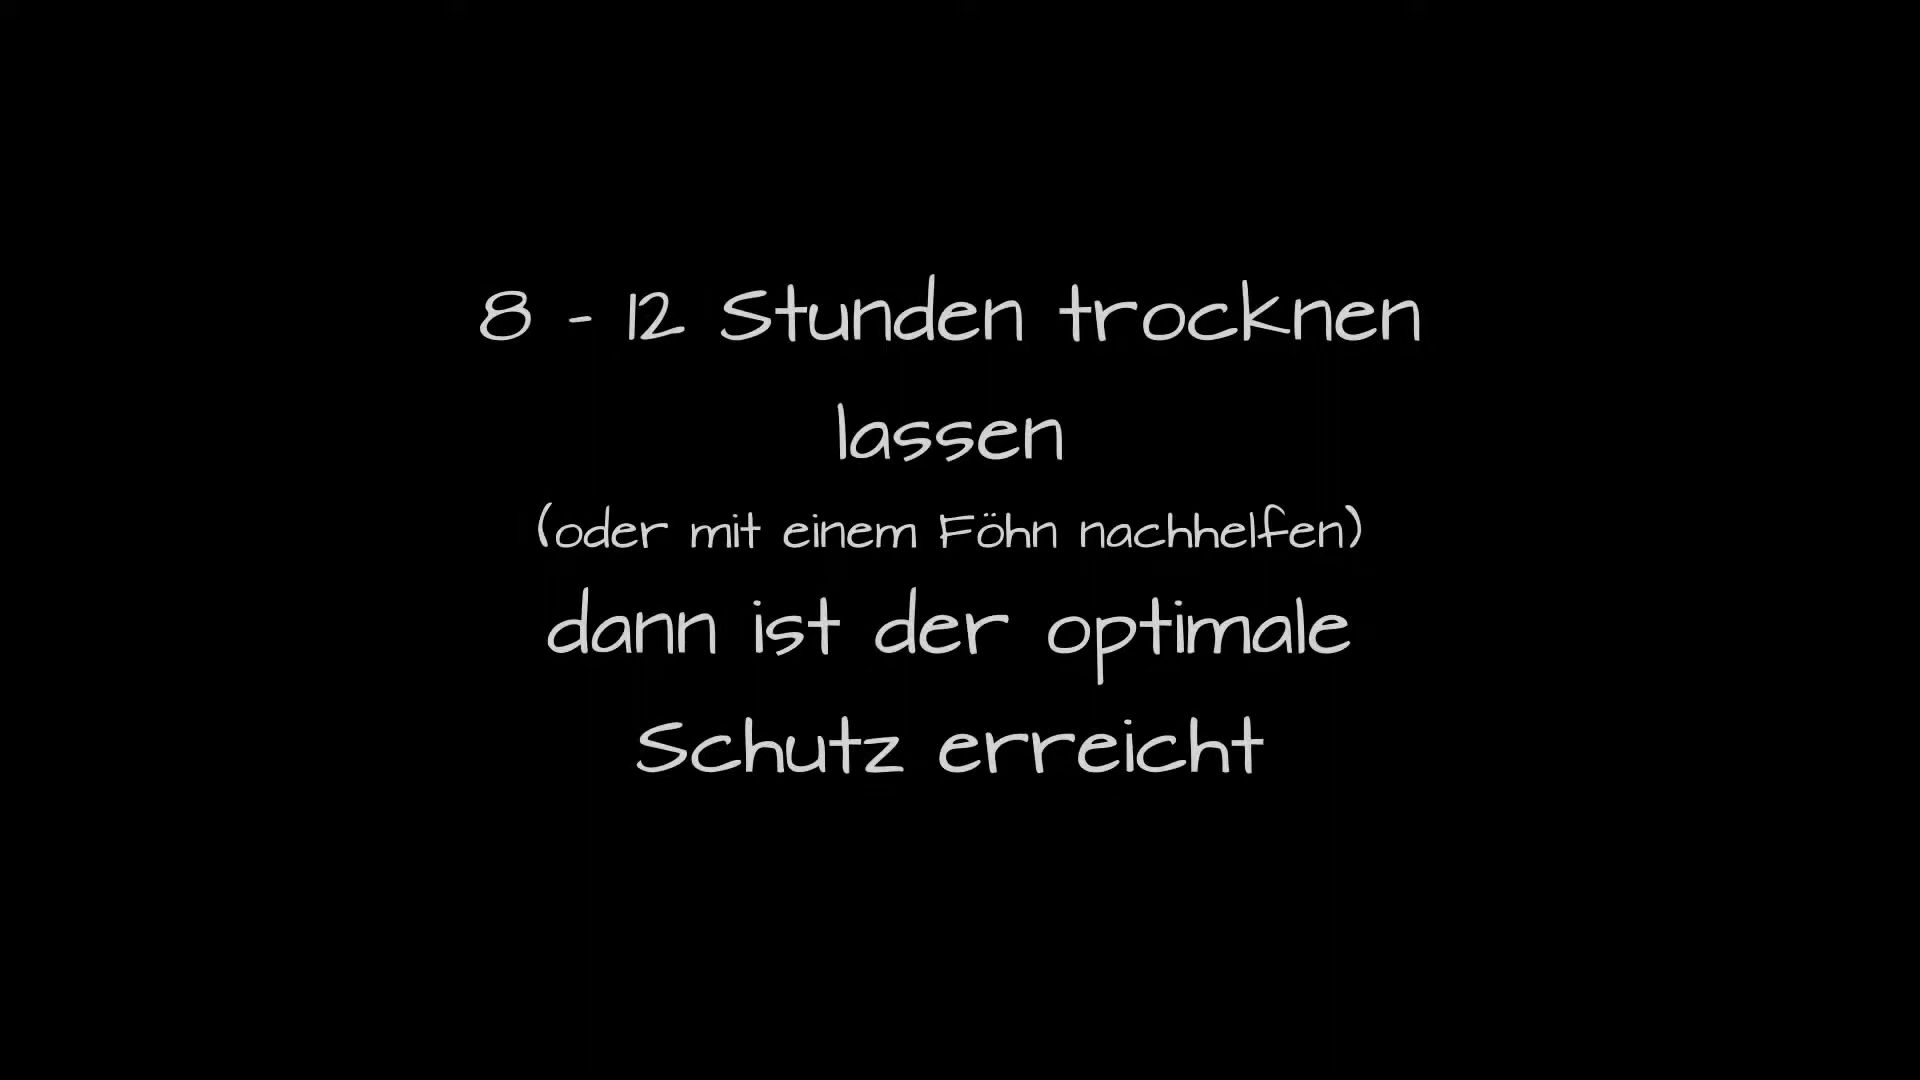 8 - 12 Stunden trocknen
lassen
(oder mit einem Föhn nachhelfen)
dann ist der optimale
Schutz erreicht